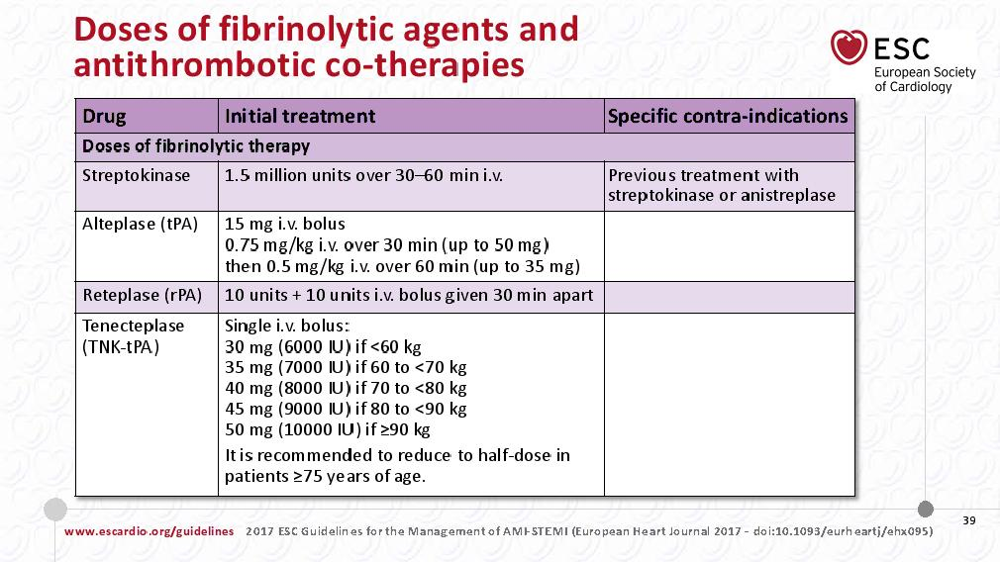 Doses of fibrinolytic agents and
antithrombotic co-therapies
ESC
European Society
of Cardiology
Drug
Initial treatment
Specific contra-indications
Doses of fibrinolytic therapy
Streptokinase
1.5 million units over 30–60 min i.v.
Previous treatment with
streptokinase or anistreplase
Alteplase (tPA)
15 mg i.v. bolus
0.75 mg/kg i.v. over 30 min (up to 50 mg)
then 0.5 mg/kg i.v. over 60 min (up to 35 mg)
Reteplase (rPA)
10 units + 10 units i.v. bolus given 30 min apart
Tenecteplase
(TNK-tPA)
Single i.v. bolus:
30 mg (6000 IU) if <60 kg
35 mg (7000 IU) if 60 to <70 kg
40 mg (8000 IU) if 70 to <80 kg
45 mg (9000 IU) if 80 to <90 kg
50 mg (10000 IU) if ≥90 kg
It is recommended to reduce to half-dose in
patients ≥75 years of age.
39
www.escardio.org/guidelines 2017 ESC Guidelines for the Management of AMI-STEMI (European Heart Journal 2017 - doi:10.1093/eurheartj/ehx095)